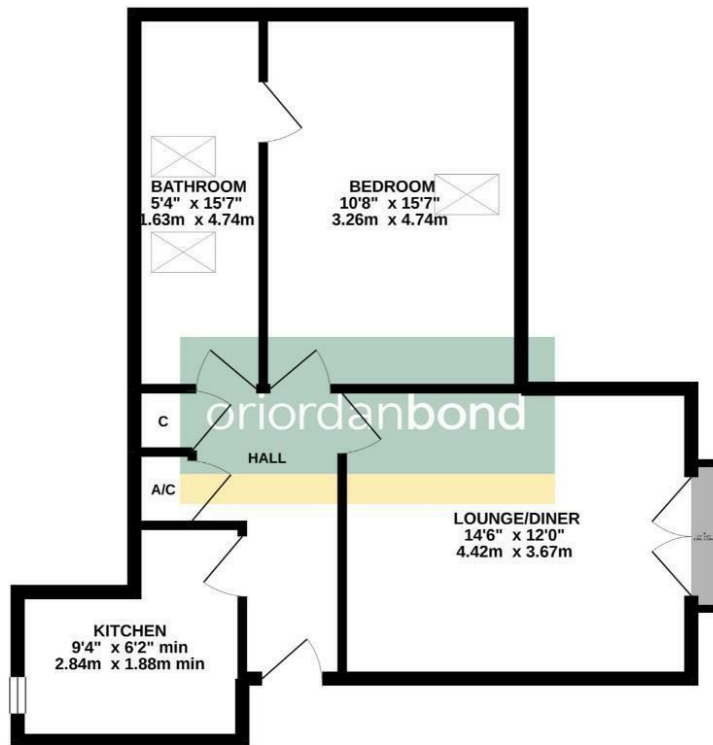 BATHROOM
5'4" x 15'7"
1.63m x 4.74m
BEDROOM
10'8" x 15'7"
3.26m x 4.74m
oriordanbond
C
HALL
A/C
LOUNGE/DINER
14'6" x 12'0"
4.42m x 3.67m
KITCHEN
9'4" x 6'2" min
2.84m x 1.88m min